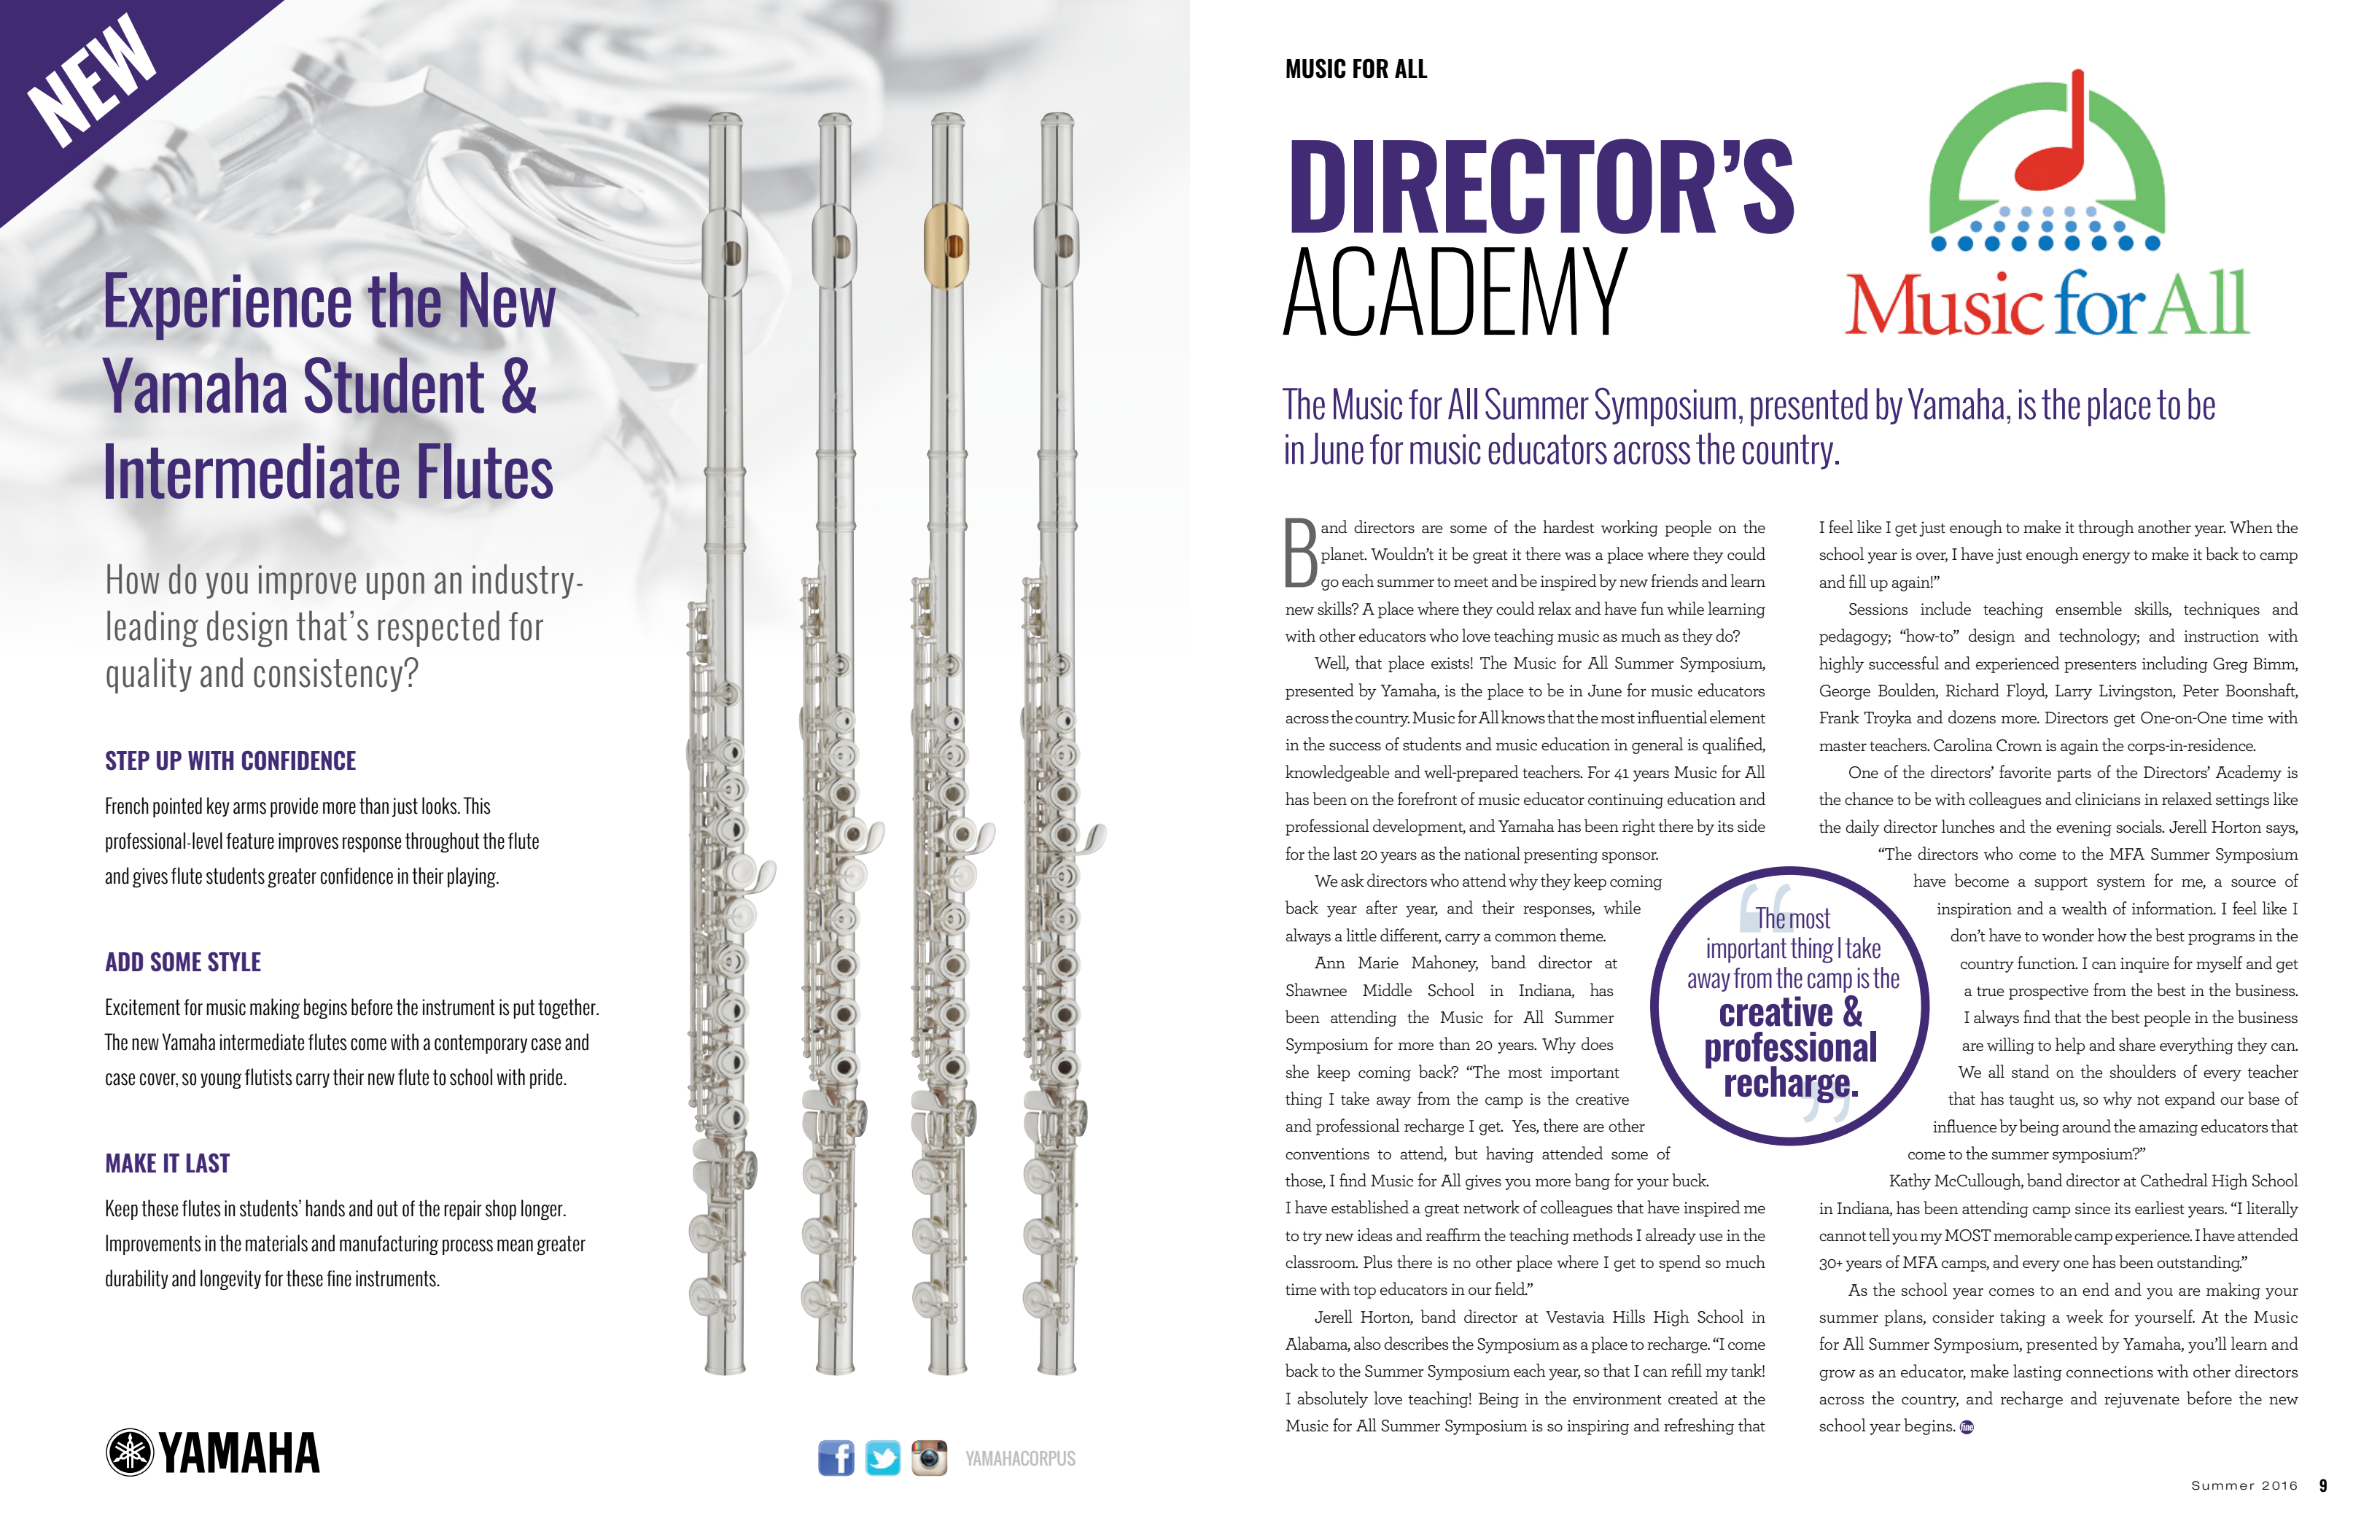 NEW
Experience the New
Yamaha Student &
Intermediate Flutes
How do you improve upon an industry-
leading design that’s respected for
quality and consistency?
STEP UP WITH CONFIDENCE
French pointed key arms provide more than just looks. This
professional-level feature improves response throughout the flute
and gives flute students greater confidence in their playing.
ADD SOME STYLE
Excitement for music making begins before the instrument is put together.
The new Yamaha intermediate flutes come with a contemporary case and
case cover, so young flutists carry their new flute to school with pride.
MAKE IT LAST
Keep these flutes in students’ hands and out of the repair shop longer.
Improvements in the materials and manufacturing process mean greater
durability and longevity for these fine instruments.
YAMAHA
YAMAHACORPUS
MUSIC FOR ALL
DIRECTOR’S
ACADEMY
Music for All
The Music for All Summer Symposium, presented by Yamaha, is the place to be
in June for music educators across the country.
Band directors are some of the hardest working people on the
planet. Wouldn’t it be great it there was a place where they could
go each summer to meet and be inspired by new friends and learn
new skills? A place where they could relax and have fun while learning
with other educators who love teaching music as much as they do?
Well, that place exists! The Music for All Summer Symposium,
presented by Yamaha, is the place to be in June for music educators
across the country. Music for All knows that the most influential element
in the success of students and music education in general is qualified,
knowledgeable and well-prepared teachers. For 41 years Music for All
has been on the forefront of music educator continuing education and
professional development, and Yamaha has been right there by its side
for the last 20 years as the national presenting sponsor.
We ask directors who attend why they keep coming
back year after year, and their responses, while
always a little different, carry a common theme.
Ann Marie Mahoney, band director at
Shawnee Middle School in Indiana, has
been attending the Music for All Summer
Symposium for more than 20 years. Why does
she keep coming back? “The most important
thing I take away from the camp is the creative
and professional recharge I get. Yes, there are other
conventions to attend, but having attended some of
those, I find Music for All gives you more bang for your buck.
I have established a great network of colleagues that have inspired me
to try new ideas and reaffirm the teaching methods I already use in the
classroom. Plus there is no other place where I get to spend so much
time with top educators in our field.”
Jerell Horton, band director at Vestavia Hills High School in
Alabama, also describes the Symposium as a place to recharge. “I come
back to the Summer Symposium each year, so that I can refill my tank!
I absolutely love teaching! Being in the environment created at the
Music for All Summer Symposium is so inspiring and refreshing that
“The most
important thing I take
away from the camp is the
creative &
professional
recharge.”
I feel like I get just enough to make it through another year. When the
school year is over, I have just enough energy to make it back to camp
and fill up again!”
Sessions include teaching ensemble skills, techniques and
pedagogy; “how-to” design and technology; and instruction with
highly successful and experienced presenters including Greg Bimm,
George Boulden, Richard Floyd, Larry Livingston, Peter Boonshaft,
Frank Troyka and dozens more. Directors get One-on-One time with
master teachers. Carolina Crown is again the corps-in-residence.
One of the directors’ favorite parts of the Directors’ Academy is
the chance to be with colleagues and clinicians in relaxed settings like
the daily director lunches and the evening socials. Jerell Horton says,
“The directors who come to the MFA Summer Symposium
have become a support system for me, a source of
inspiration and a wealth of information. I feel like I
don’t have to wonder how the best programs in the
country function. I can inquire for myself and get
a true prospective from the best in the business.
I always find that the best people in the business
are willing to help and share everything they can.
We all stand on the shoulders of every teacher
that has taught us, so why not expand our base of
influence by being around the amazing educators that
come to the summer symposium?”
Kathy McCullough, band director at Cathedral High School
in Indiana, has been attending camp since its earliest years. “I literally
cannot tell you my MOST memorable camp experience. I have attended
30+ years of MFA camps, and every one has been outstanding.”
As the school year comes to an end and you are making your
summer plans, consider taking a week for yourself. At the Music
for All Summer Symposium, presented by Yamaha, you’ll learn and
grow as an educator, make lasting connections with other directors
across the country, and recharge and rejuvenate before the new
school year begins. fine
Summer 2016 9